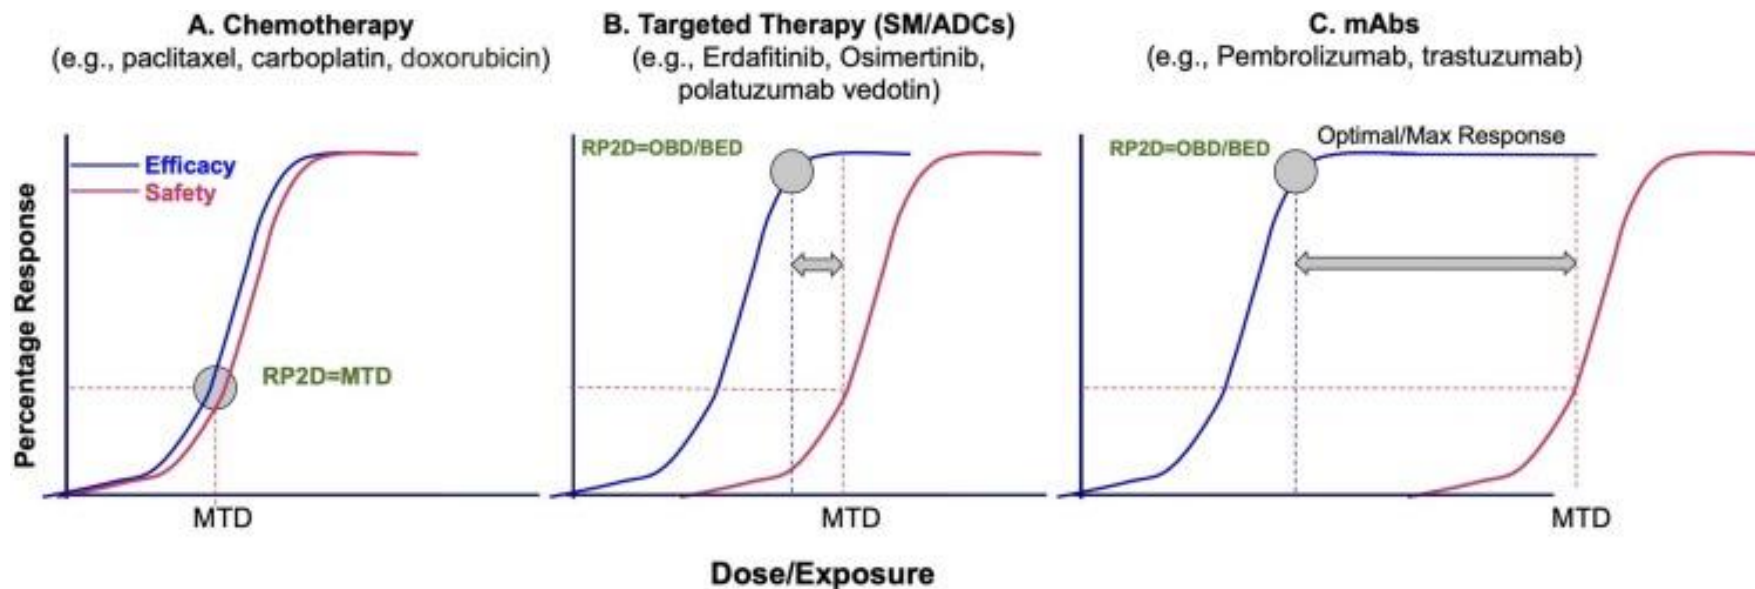 A. Chemotherapy
(e.g., paclitaxel, carboplatin, doxorubicin)
Efficacy
Safety
RP2D=MTD
MTD
B. Targeted Therapy (SM/ADCs)
(e.g., Erdafitinib, Osimertinib,
polatuzumab vedotin)
RP2D=OBD/BED
MTD
C. mAbs
(e.g., Pembrolizumab, trastuzumab)
RP2D=OBD/BED
Optimal/Max Response
MTD
Percentage Response
Dose/Exposure